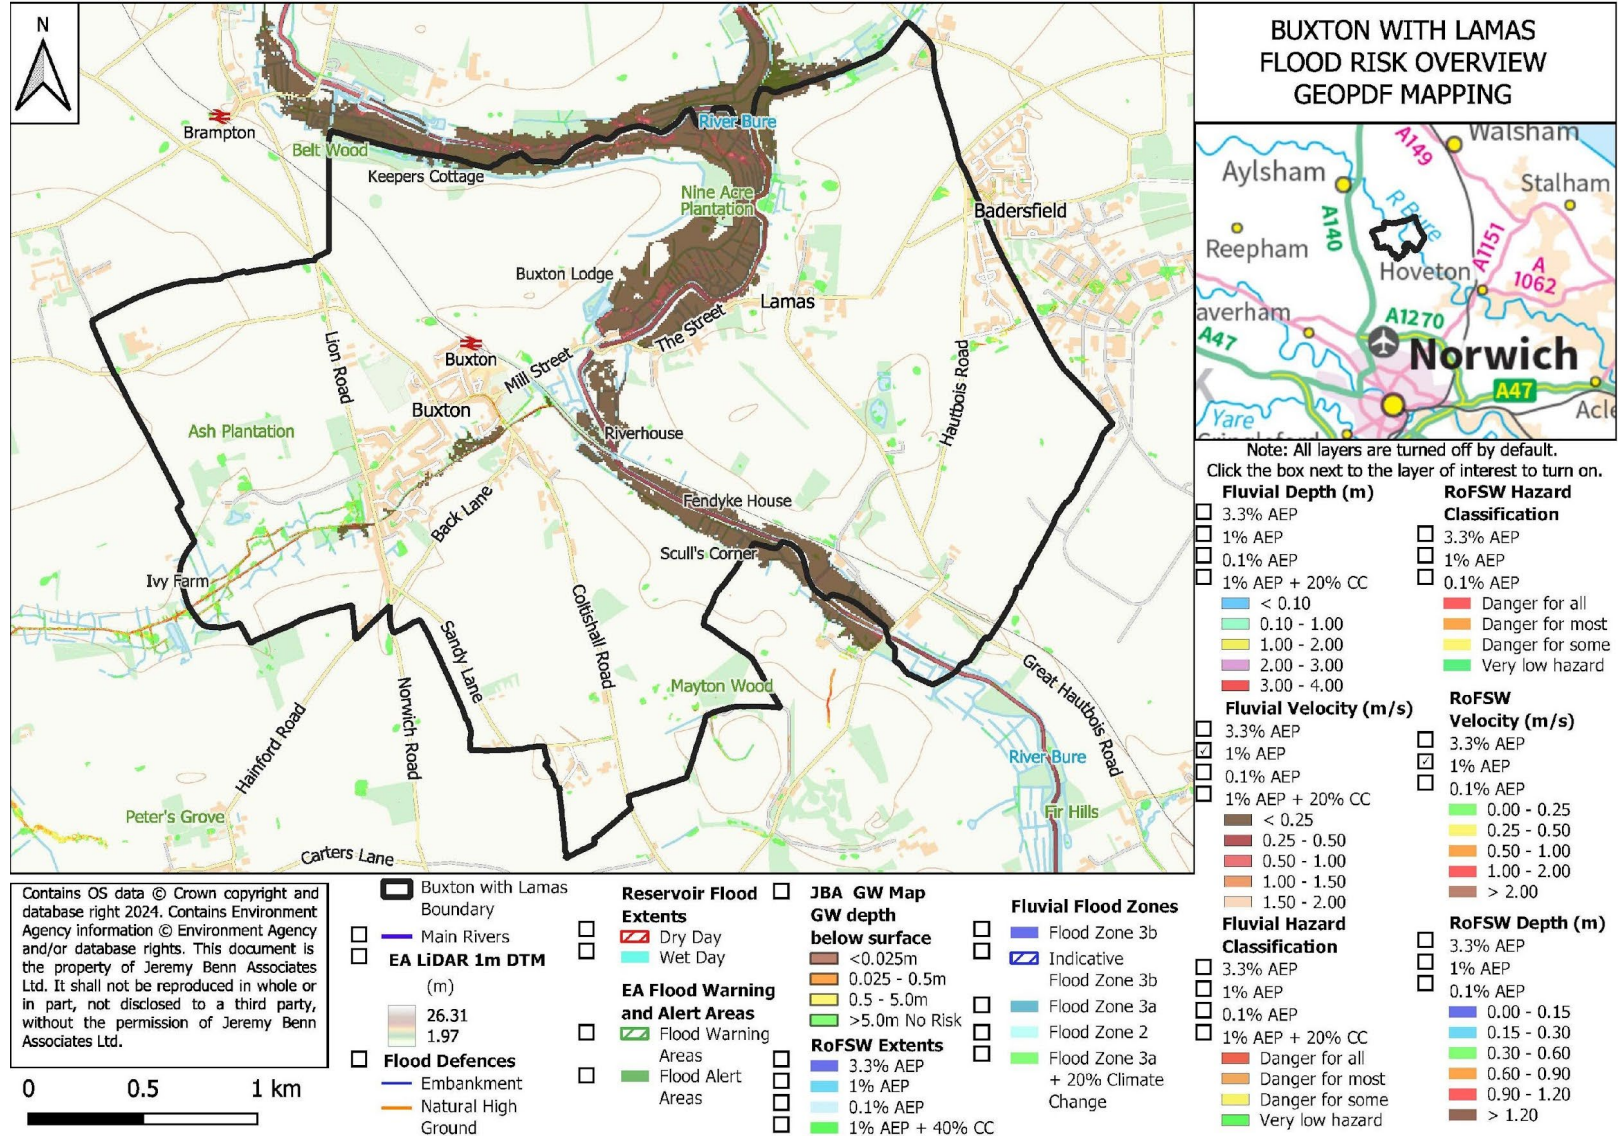 N
Brampton
Belt Wood
Keepers Cottage
River Bure
Nine Acre
Plantation
Badersfield
Buxton Lodge
Lamas
The Street
Lion Road
Buxton
Mill Street
Buxton
Hautbois Road
Ash Plantation
Riverhouse
Back Lane
Fendyke House
Scull's Corner
Ivy Farm
Coltishall Road
Sandy Lane
Mayton Wood
Great Hautbois Road
Norwich Road
Hainford Road
River Bure
Peter's Grove
Fir Hills
Carters Lane
BUXTON WITH LAMAS
FLOOD RISK OVERVIEW
GEOPDF MAPPING
Walsham
A149
Aylsham
Stalham
A140
R Bure
Reepham
A1151
Hoveton
A
1062
averham
A1270
A47
Norwich
A47
Acle
Yare
Note: All layers are turned off by default.
Click the box next to the layer of interest to turn on.
Fluvial Depth (m)
3.3% AEP
1% AEP
0.1% AEP
1% AEP + 20% CC
< 0.10
0.10 - 1.00
1.00 - 2.00
2.00 - 3.00
3.00 - 4.00
Fluvial Velocity (m/s)
3.3% AEP
1% AEP
0.1% AEP
1% AEP + 20% CC
< 0.25
0.25 - 0.50
0.50 - 1.00
1.00 - 1.50
1.50 - 2.00
Fluvial Hazard
Classification
3.3% AEP
1% AEP
0.1% AEP
1% AEP + 20% CC
Danger for all
Danger for most
Danger for some
Very low hazard
RoFSW Hazard
Classification
3.3% AEP
1% AEP
0.1% AEP
Danger for all
Danger for most
Danger for some
Very low hazard
RoFSW
Velocity (m/s)
3.3% AEP
1% AEP
0.1% AEP
0.00 - 0.25
0.25 - 0.50
0.50 - 1.00
1.00 - 2.00
> 2.00
RoFSW Depth (m)
3.3% AEP
1% AEP
0.1% AEP
0.00 - 0.15
0.15 - 0.30
0.30 - 0.60
0.60 - 0.90
0.90 - 1.20
> 1.20
Contains OS data © Crown copyright and
database right 2024. Contains Environment
Agency information © Environment Agency
and/or database rights. This document is
the property of Jeremy Benn Associates
Ltd. It shall not be reproduced in whole or
in part, not disclosed to a third party,
without the permission of Jeremy Benn
Associates Ltd.
0 0.5 1 km
Buxton with Lamas
Boundary
Main Rivers
EA LiDAR 1m DTM
(m)
26.31
1.97
Flood Defences
Embankment
Natural High
Ground
Reservoir Flood
Extents
Dry Day
Wet Day
EA Flood Warning
and Alert Areas
Flood Warning
Areas
Flood Alert
Areas
JBA GW Map
GW depth
below surface
<0.025m
0.025 - 0.5m
0.5 - 5.0m
>5.0m No Risk
RoFSW Extents
3.3% AEP
1% AEP
0.1% AEP
1% AEP + 40% CC
Fluvial Flood Zones
Flood Zone 3b
Indicative
Flood Zone 3b
Flood Zone 3a
Flood Zone 2
Flood Zone 3a
+ 20% Climate
Change